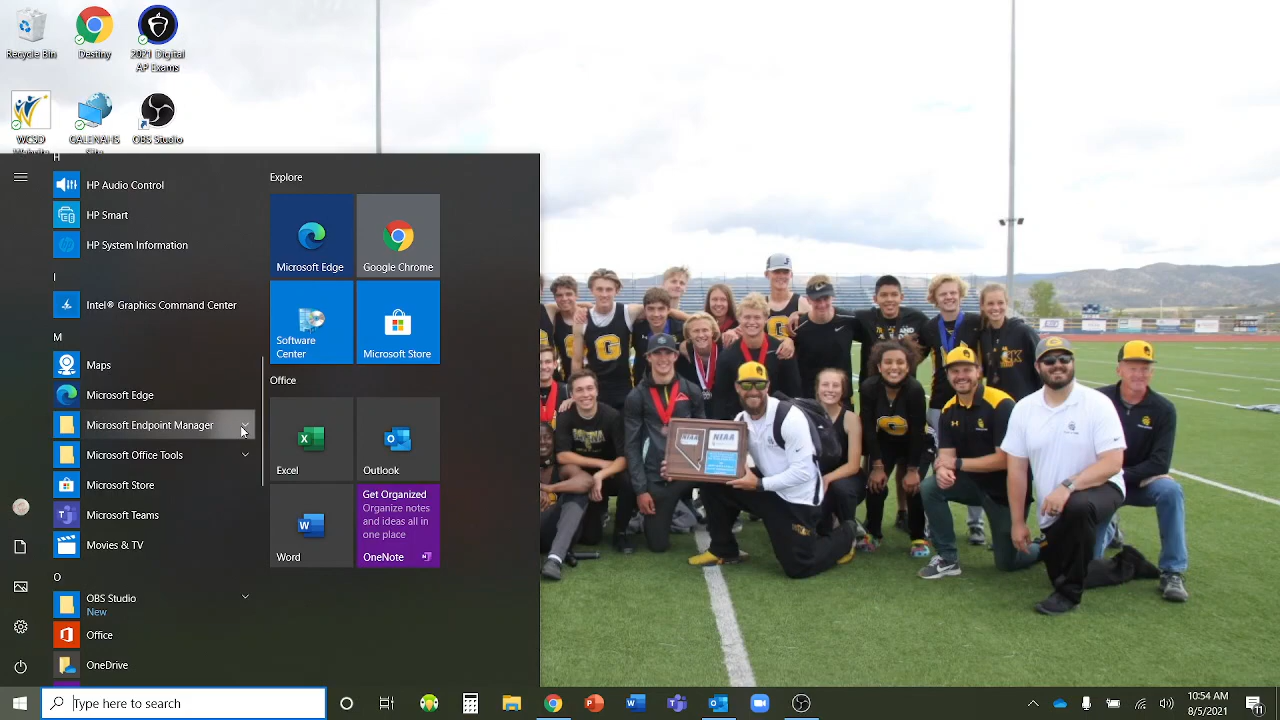 Recycle Bin
Destiny
2021 Digital
AP Exams
WCSD
GALENAHS
OBS Studio
H
HP Audio Control
HP Smart
HP System Information
I
Intel® Graphics Command Center
M
Maps
Microsoft Edge
Microsoft Endpoint Manager
Microsoft Office Tools
Microsoft Store
Microsoft Teams
Movies & TV
O
OBS Studio
New
Office
OneDrive
Explore
Microsoft Edge
Google Chrome
Software
Center
Microsoft Store
Office
Excel
Outlook
Word
Get Organized
Organize notes
and ideas all in
one place
OneNote
NIAA
NIAA
G
G
Type here to search
10:54 AM
8/5/2021